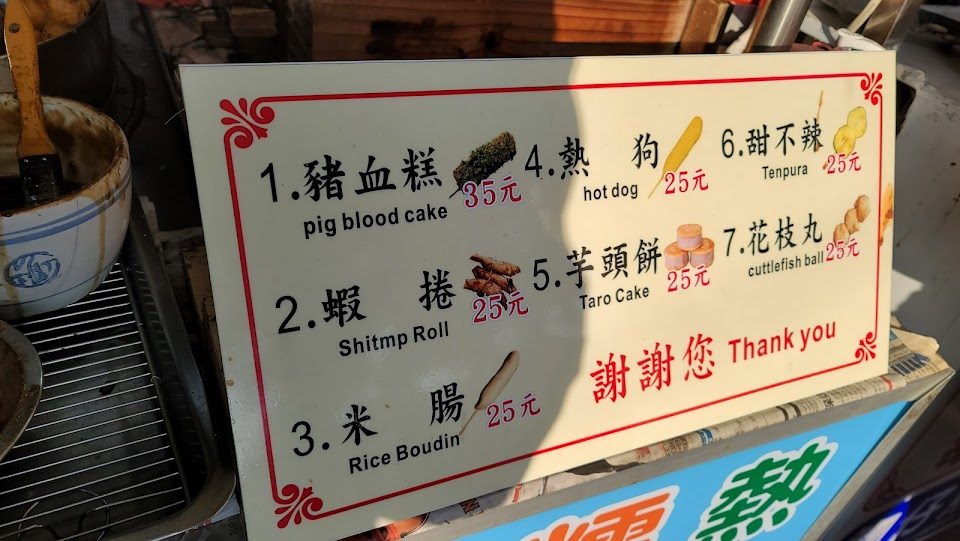 1.豬血糕 35元
pig blood cake
2.蝦捲 25元
Shitmp Roll
3.米腸 25元
Rice Boudin
4.熱狗 25元
hot dog
5.芋頭餅 25元
Taro Cake
6.甜不辣 25元
Tenpura
7.花枝丸 25元
cuttlefish ball
謝謝您 Thank you
熱